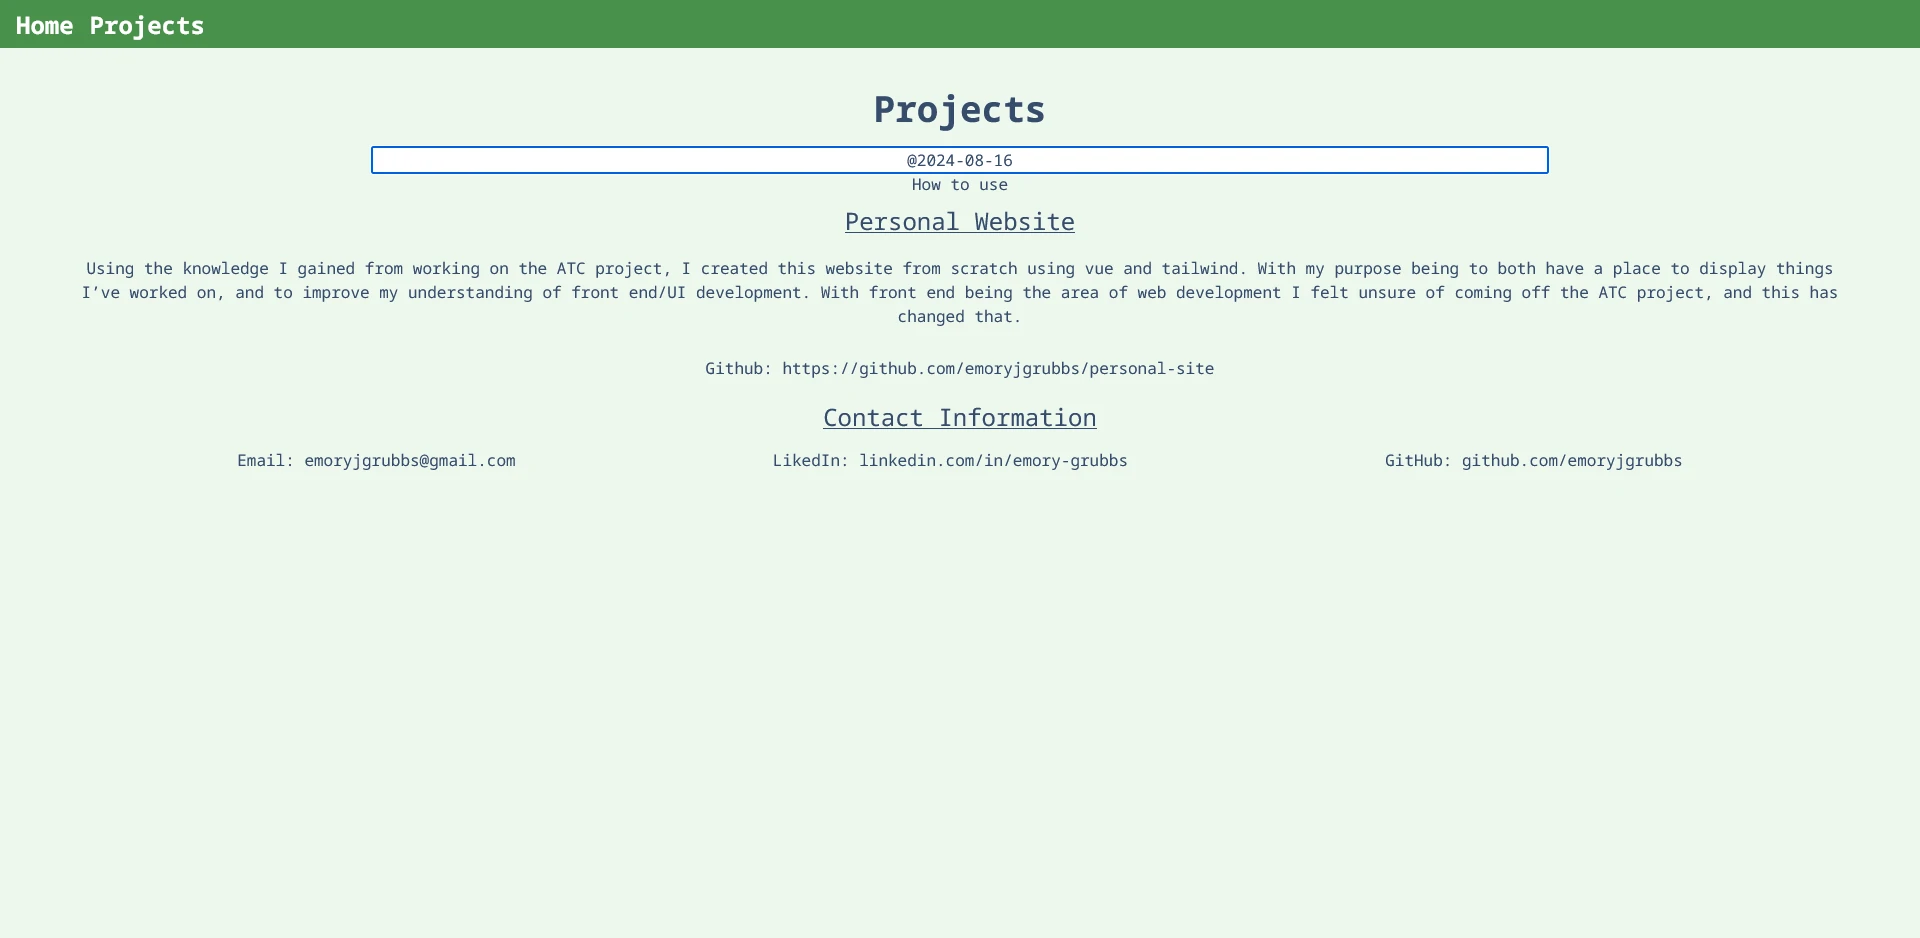 Home Projects
Projects
@2024-08-16
How to use
Personal Website
Using the knowledge I gained from working on the ATC project, I created this website from scratch using vue and tailwind. With my purpose being to both have a place to display things
I’ve worked on, and to improve my understanding of front end/UI development. With front end being the area of web development I felt unsure of coming off the ATC project, and this has
changed that.
Github: https://github.com/emoryjgrubbs/personal-site
Contact Information
Email: emoryjgrubbs@gmail.com
LikedIn: linkedin.com/in/emory-grubbs
GitHub: github.com/emoryjgrubbs